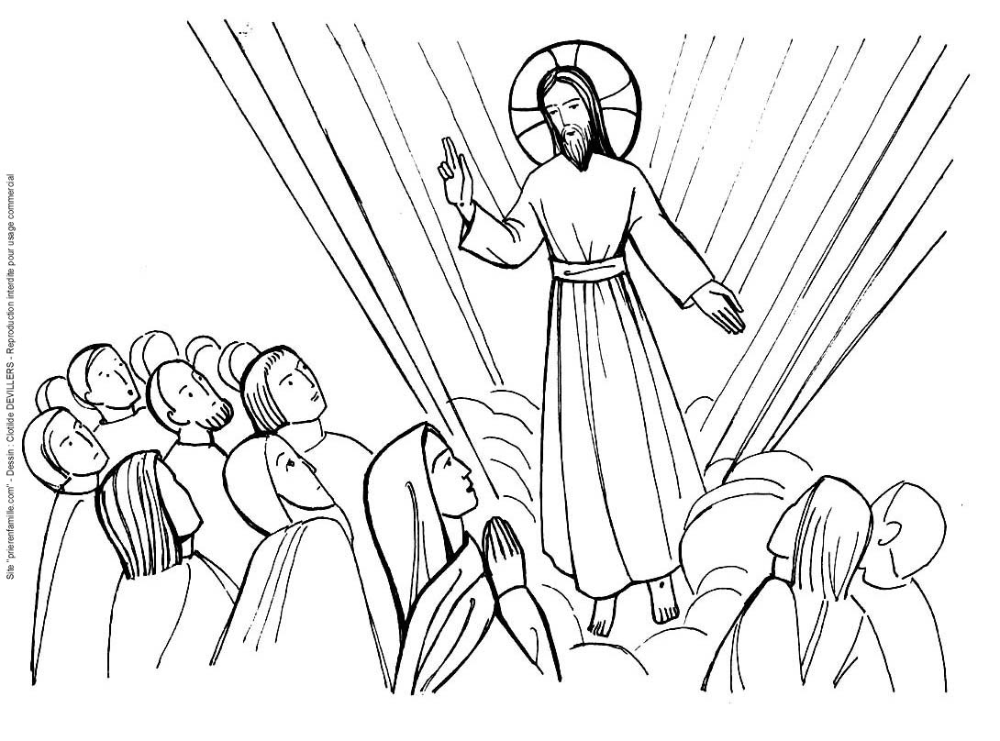 Site "prierenfamille.com" - Dessin : Clotilde DEVILLERS - Reproduction interdite pour usage commercial